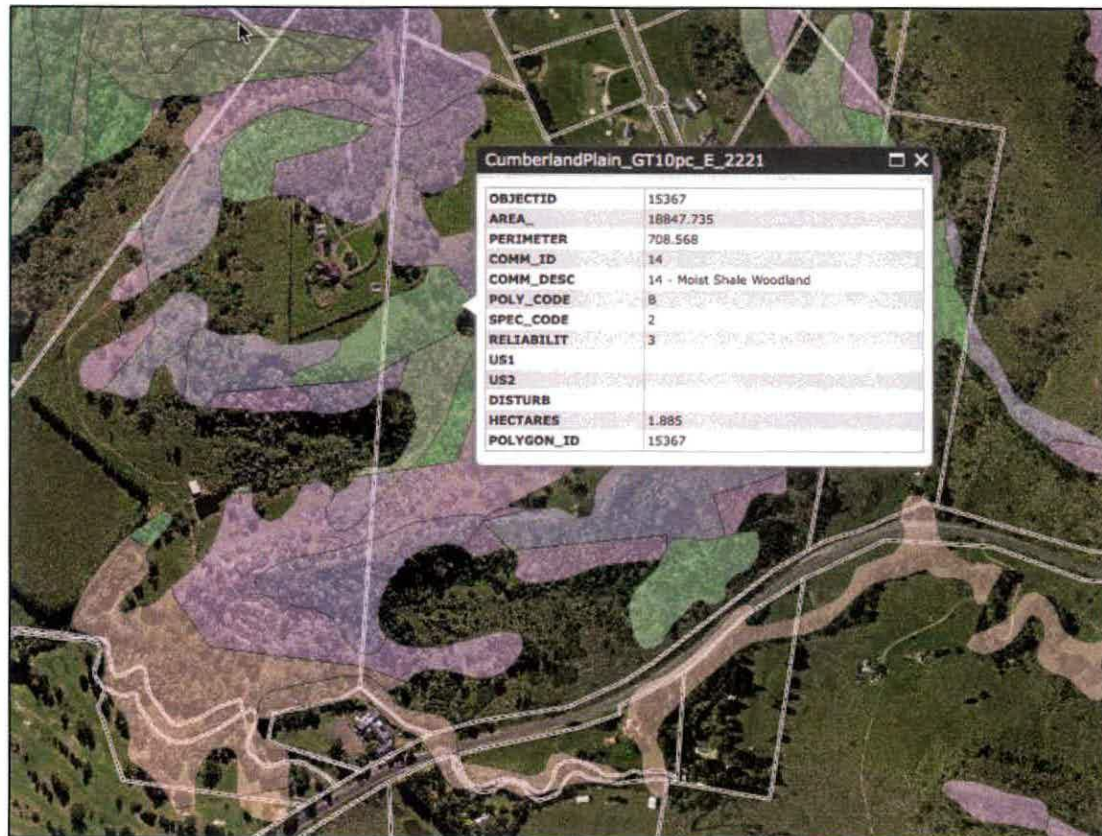 CumberlandPlain_GT10pc_E_2221
OBJECTID 15367
AREA_ 18847.735
PERIMETER 708.568
COMM_ID 14
COMM_DESC 14 - Moist Shale Woodland
POLY_CODE B
SPEC_CODE 2
RELIABILIT 3
US1
US2
DISTURB
HECTARES 1.885
POLYGON_ID 15367